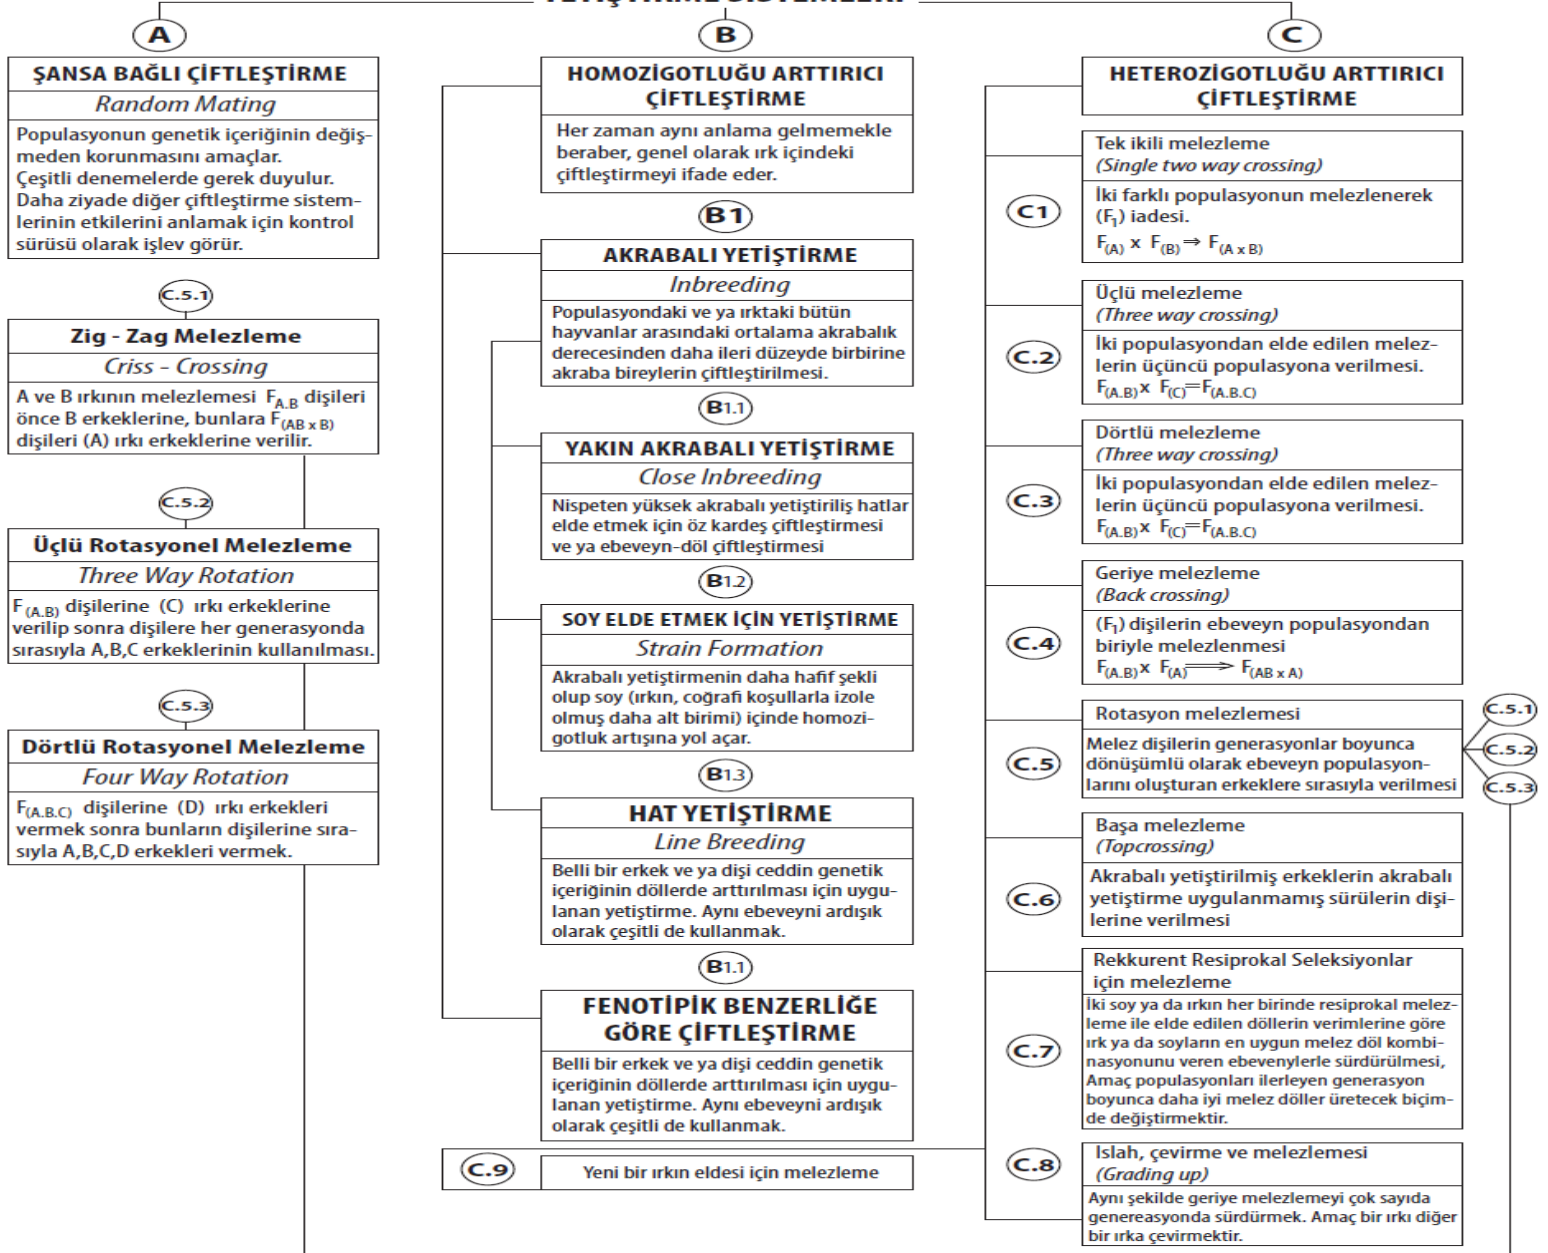 YETİŞTİRME SİSTEMLERİ
A
ŞANSA BAĞLI ÇİFTLEŞTİRME
Random Mating
Populasyonun genetik içeriğinin değiş-
meden korunmasını amaçlar.
Çeşitli denemelerde gerek duyulur.
Daha ziyade diğer çiftleştirme sistem-
lerinin etkilerini anlamak için kontrol
sürüsü olarak işlev görür.
C.5.1
Zig - Zag Melezleme
Criss - Crossing
A ve B ırkının melezlemesi F(A.B) dişileri
önce B erkeklerine, bunlara F(AB x B)
dişileri (A) ırkı erkeklerine verilir.
C.5.2
Üçlü Rotasyonel Melezleme
Three Way Rotation
F(A.B) dişilerine (C) ırkı erkeklerine
verilip sonra dişilere her generasyonda
sırasıyla A,B,C erkeklerinin kullanılması.
C.5.3
Dörtlü Rotasyonel Melezleme
Four Way Rotation
F(A.B.C) dişilerine (D) ırkı erkekleri
vermek sonra bunların dişilerine sıra-
sıyla A,B,C,D erkekleri vermek.
B
HOMOZİGOTLUĞU ARTTIRICI
ÇİFTLEŞTİRME
Her zaman aynı anlama gelmemekle
beraber, genel olarak ırk içindeki
çiftleştirmeyi ifade eder.
B1
AKRABALI YETİŞTİRME
Inbreeding
Populasyondaki ve ya ırktaki bütün
hayvanlar arasındaki ortalama akrabalık
derecesinden daha ileri düzeyde birbirine
akraba bireylerin çiftleştirilmesi.
B1.1
YAKIN AKRABALI YETİŞTİRME
Close Inbreeding
Nispeten yüksek akrabalı yetiştiriliş hatlar
elde etmek için öz kardeş çiftleştirmesi
ve ya ebeveyn-döl çiftleştirmesi
B1.2
SOY ELDE ETMEK İÇİN YETİŞTİRME
Strain Formation
Akrabalı yetiştirmenin daha hafif şekli
olup soy (ırkın, coğrafi koşullarla izole
olmuş daha alt birimi) içinde homozi-
gotluk artışına yol açar.
B1.3
HAT YETİŞTİRME
Line Breeding
Belli bir erkek ve ya dişi ceddin genetik
içeriğinin döllerde arttırılması için uygu-
lanan yetiştirme. Aynı ebeveyni ardışık
olarak çeşitli de kullanmak.
B1.1
FENOTİPİK BENZERLİĞE
GÖRE ÇİFTLEŞTİRME
Belli bir erkek ve ya dişi ceddin genetik
içeriğinin döllerde arttırılması için uygu-
lanan yetiştirme. Aynı ebeveyni ardışık
olarak çeşitli de kullanmak.
C.9
Yeni bir ırkın eldesi için melezleme
C
HETEROZİGOTLUĞU ARTTIRICI
ÇİFTLEŞTİRME
C1
Tek ikili melezleme
(Single two way crossing)
İki farklı populasyonun melezlenerek
(F₁) iadesi.
F(A) x F(B) ⇒ F(A x B)
C.2
Üçlü melezleme
(Three way crossing)
İki populasyondan elde edilen melez-
lerin üçüncü populasyona verilmesi.
F(A.B) x F(C)=F(A.B.C)
C.3
Dörtlü melezleme
(Three way crossing)
İki populasyondan elde edilen melez-
lerin üçüncü populasyona verilmesi.
F(A.B) x F(C)=F(A.B.C)
C.4
Geriye melezleme
(Back crossing)
(F₁) dişilerin ebeveyn populasyondan
biriyle melezlenmesi
F(A.B) x F(A) ⟹ F(AB x A)
C.5
Rotasyon melezlemesi
Melez dişilerin generasyonlar boyunca
dönüşümlü olarak ebeveyn populasyon-
larını oluşturan erkeklere sırasıyla verilmesi
C.5.1
C.5.2
C.5.3
C.6
Başa melezleme
(Topcrossing)
Akrabalı yetiştirilmiş erkeklerin akrabalı
yetiştirme uygulanmamış sürülerin dişi-
lerine verilmesi
C.7
Rekkurent Resiprokal Seleksiyonlar
için melezleme
İki soy ya da ırkın her birinde resiprokal melez-
leme ile elde edilen döllerin verimlerine göre
ırk ya da soyların en uygun melez döl kombi-
nasyonunu veren ebevenylerle sürdürülmesi,
Amaç populasyonları ilerleyen generasyon
boyunca daha iyi melez döller üretecek biçim-
de değiştirmektir.
C.8
Islah, çevirme ve melezlemesi
(Grading up)
Aynı şekilde geriye melezlemeyi çok sayıda
genereasyonda sürdürmek. Amaç bir ırkı diğer
bir ırka çevirmektir.